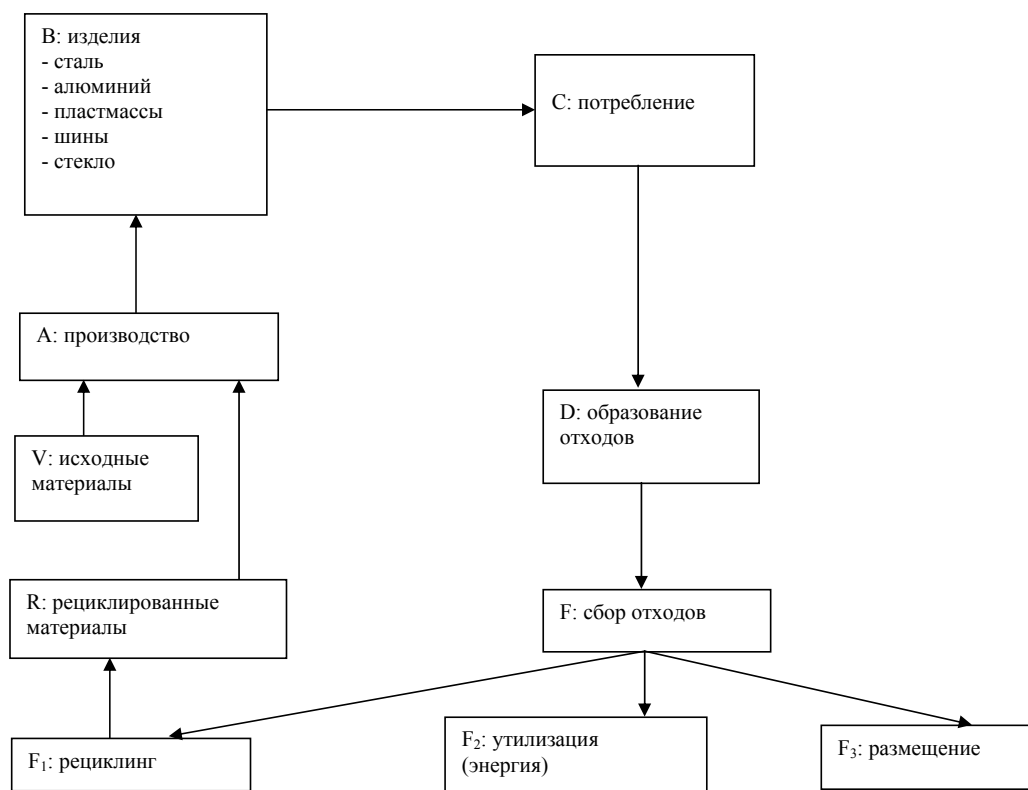 B: изделия
- сталь
- алюминий
- пластмассы
- шины
- стекло
C: потребление
A: производство
D: образование
отходов
V: исходные
материалы
R: рециклированные
материалы
F: сбор отходов
F₁: рециклинг
F₂: утилизация
(энергия)
F₃: размещение